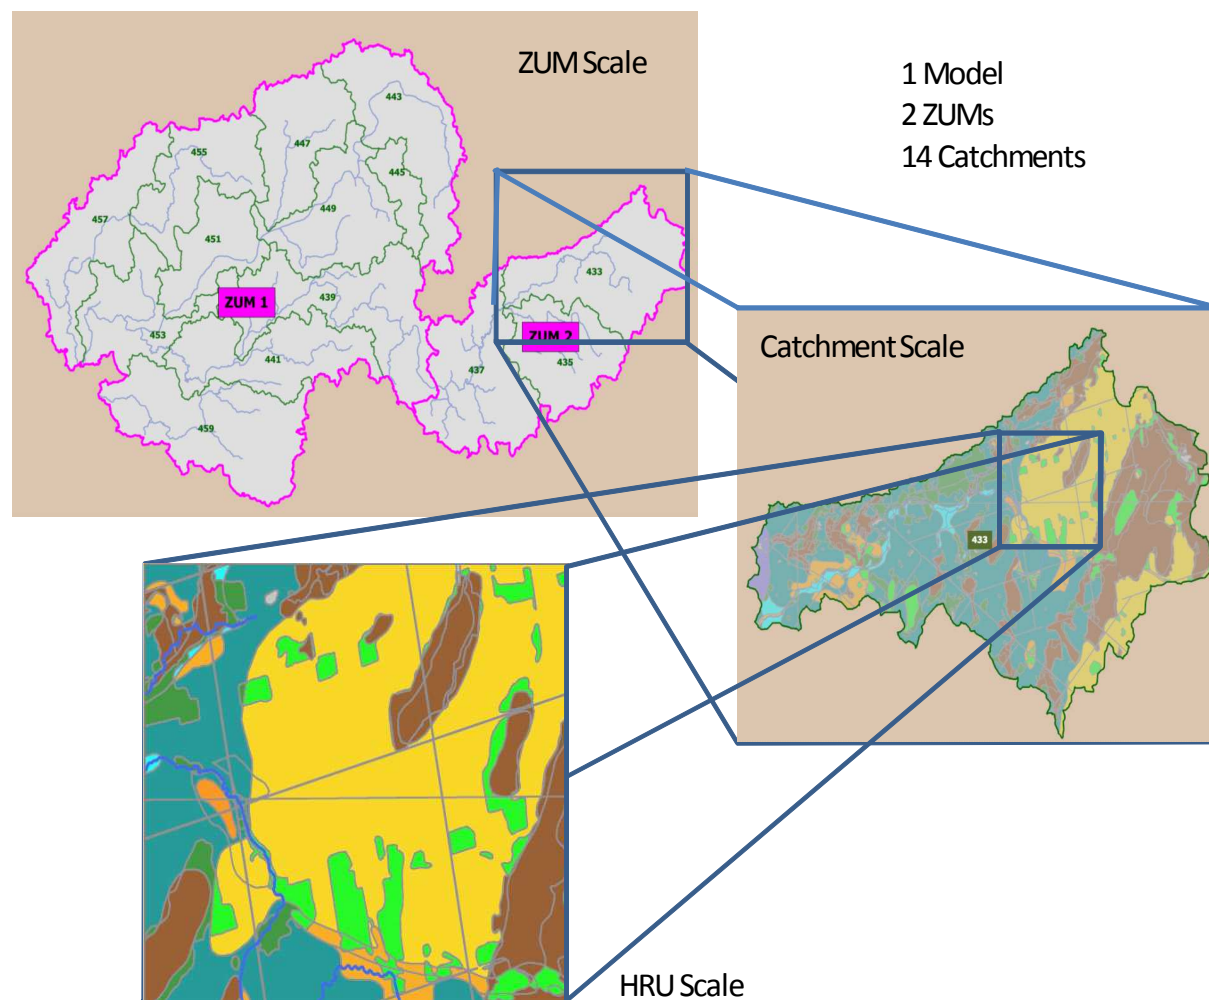 ZUM Scale
1 Model
2 ZUMs
14 Catchments
443
447
455
445
457
449
451
433
ZUM 1
439
453
ZUM 2
441
435
437
459
Catchment Scale
433
HRU Scale